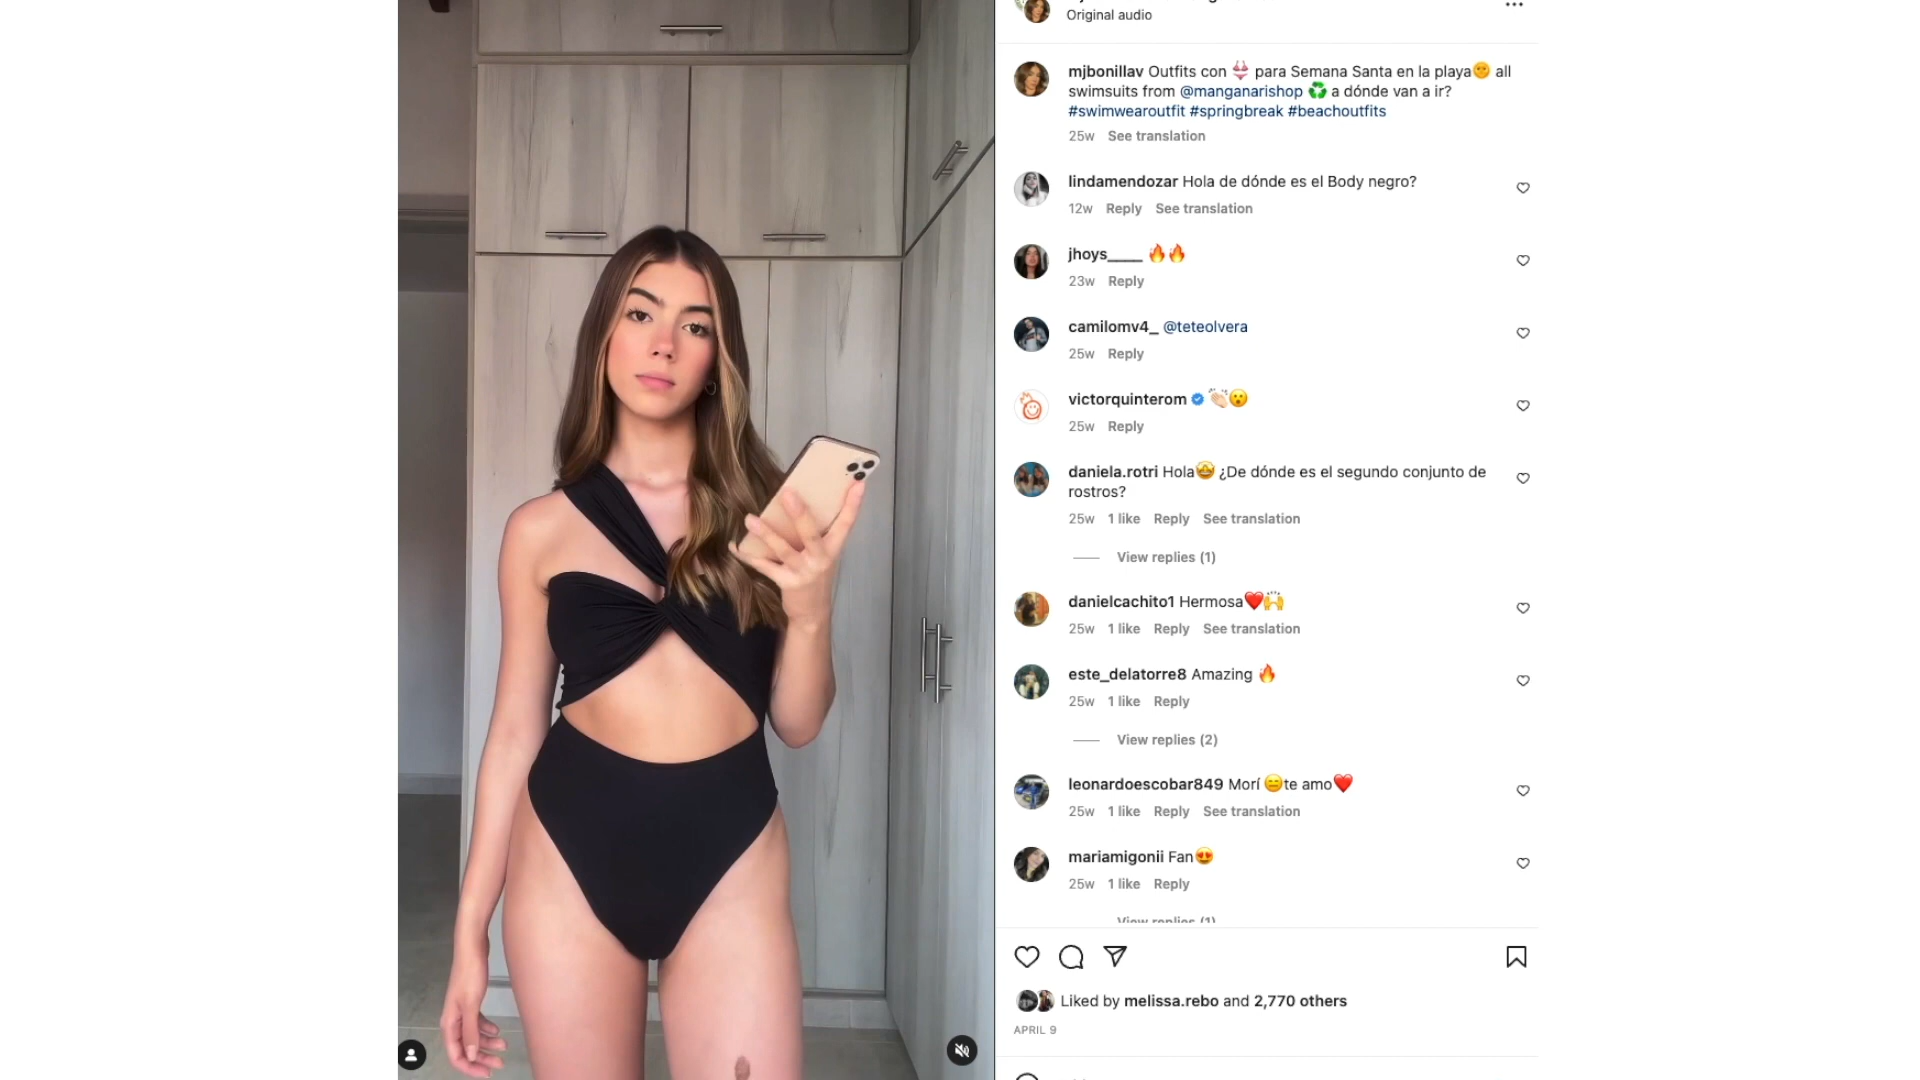 Original audio
mjbonillav Outfits con 👙 para Semana Santa en la playa🌞 all
swimsuits from @manganarishop ♻️ a dónde van a ir?
#swimwearoutfit #springbreak #beachoutfits
25w See translation
lindamendozar Hola de dónde es el Body negro?
12w Reply See translation
jhoys____ 🔥🔥
23w Reply
camilomv4_ @teteolvera
25w Reply
victorquinterom 👏🏻😮
25w Reply
daniela.rotri Hola🤩 ¿De dónde es el segundo conjunto de
rostros?
25w 1 like Reply See translation
View replies (1)
danielcachito1 Hermosa❤️🙌
25w 1 like Reply See translation
este_delatorre8 Amazing 🔥
25w 1 like Reply
View replies (2)
leonardoescobar849 Morí 😑te amo❤️
25w 1 like Reply See translation
mariamigonii Fan😍
25w 1 like Reply
View replies (1)
Liked by melissa.rebo and 2,770 others
APRIL 9